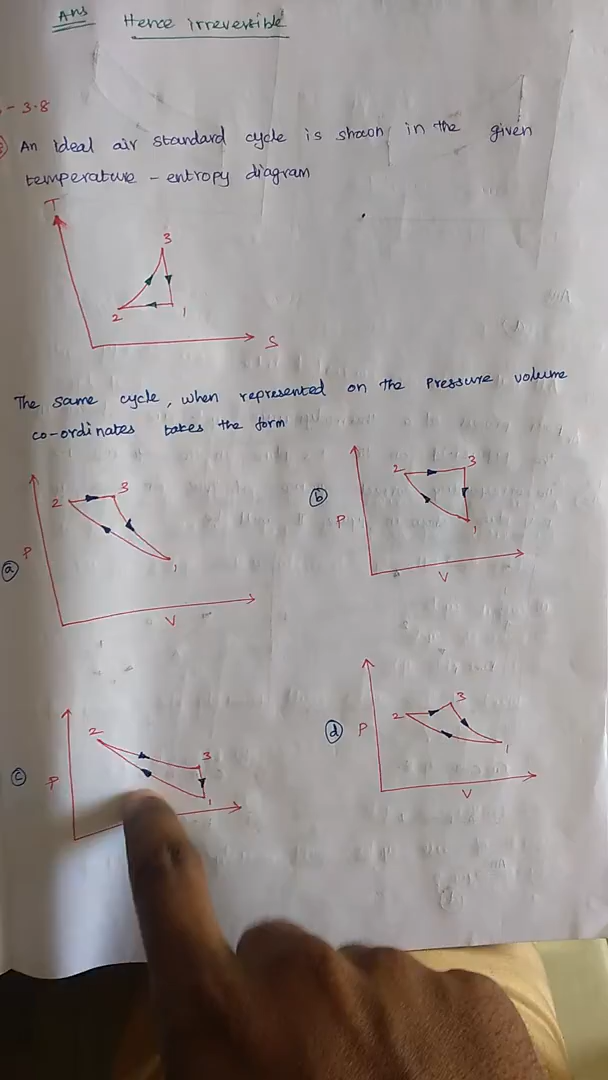 Ans Hence irreversible
- 3.8
An ideal air standard cycle is shown in the given
temperature - entropy diagram
T
3
2
1
S
The same cycle, when represented on the pressure volume
co-ordinates takes the form
a
P
2
3
1
V
b
P
2
3
1
V
c
P
2
3
1
d
P
2
3
1
V